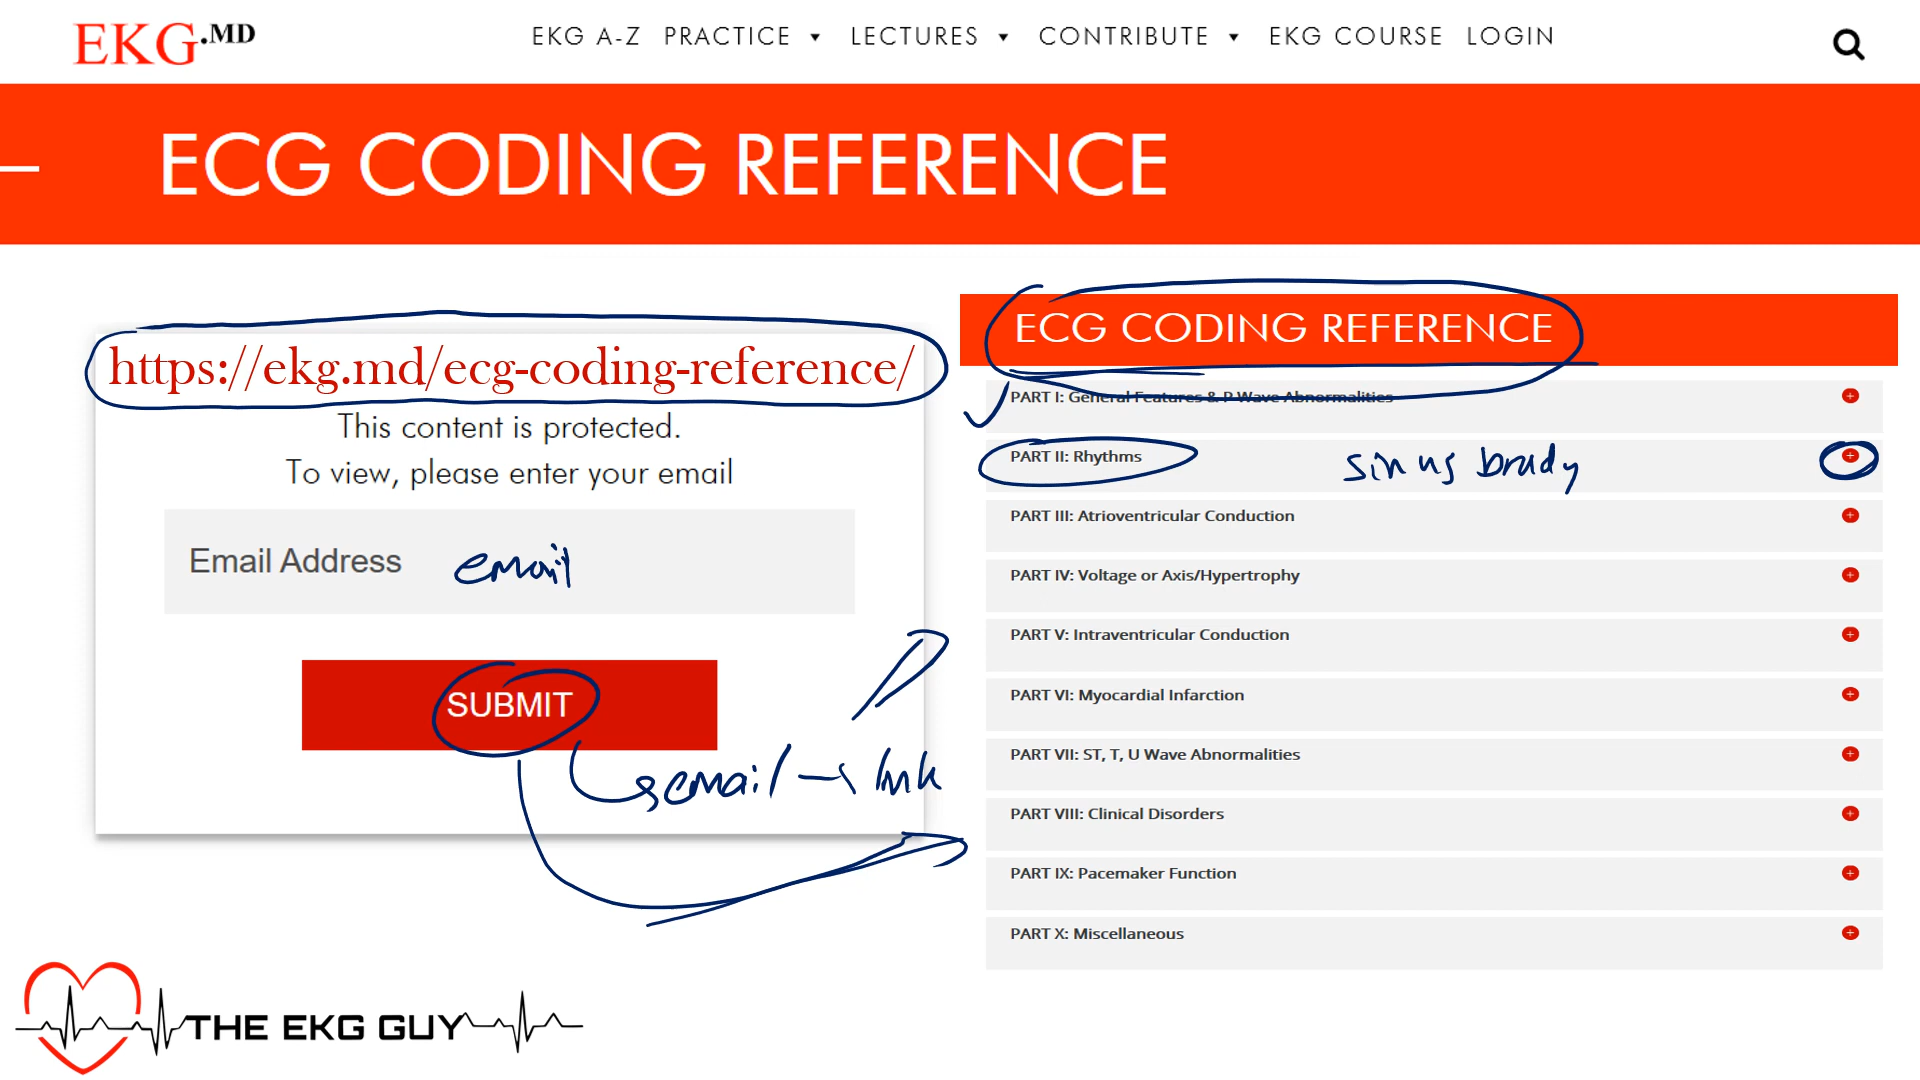 EKG.MD
EKG A-Z PRACTICE LECTURES CONTRIBUTE EKG COURSE LOGIN
ECG CODING REFERENCE
https://ekg.md/ecg-coding-reference/
This content is protected.
To view, please enter your email
Email Address email
SUBMIT
email → link
ECG CODING REFERENCE
PART I: General Features & P Wave Abnormalities
PART II: Rhythms sinus brady
PART III: Atrioventricular Conduction
PART IV: Voltage or Axis/Hypertrophy
PART V: Intraventricular Conduction
PART VI: Myocardial Infarction
PART VII: ST, T, U Wave Abnormalities
PART VIII: Clinical Disorders
PART IX: Pacemaker Function
PART X: Miscellaneous
THE EKG GUY